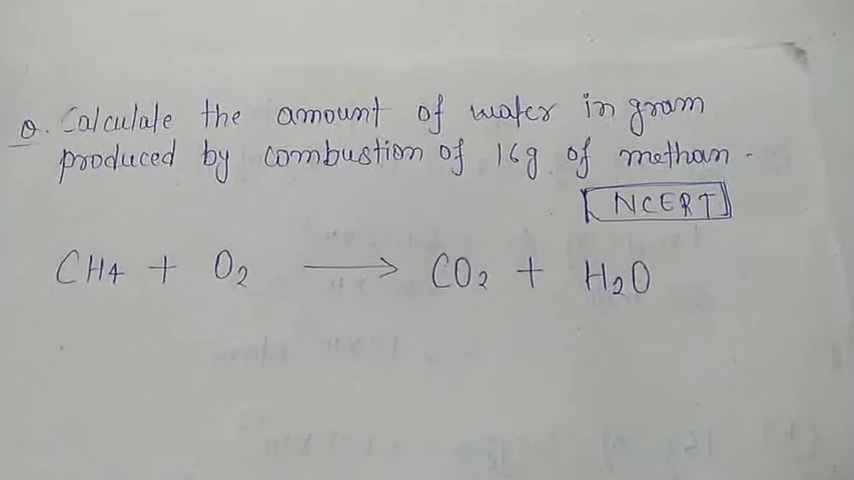 Q. Calculate the amount of water in gram
produced by combustion of 16g of methan.
[NCERT]
CH4 + O2 ⟶ CO2 + H2O